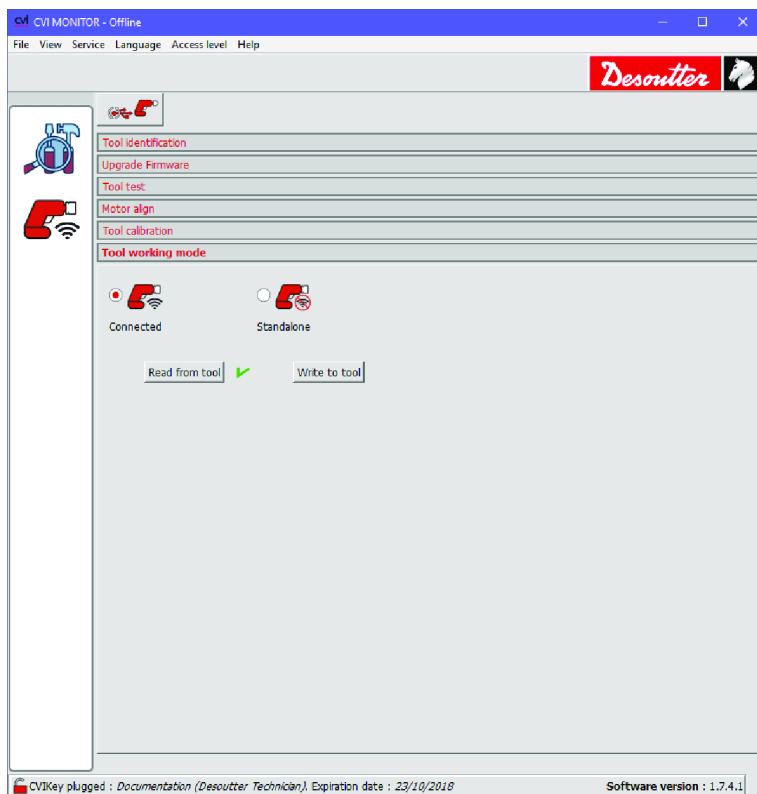 cvi CVI MONITOR - Offline
File View Service Language Access level Help
Desoutter
Tool identification
Upgrade Firmware
Tool test
Motor align
Tool calibration
Tool working mode
Connected Standalone
Read from tool Write to tool
CVIKey plugged : Documentation (Desoutter Technician). Expiration date : 23/10/2018 Software version : 1.7.4.1